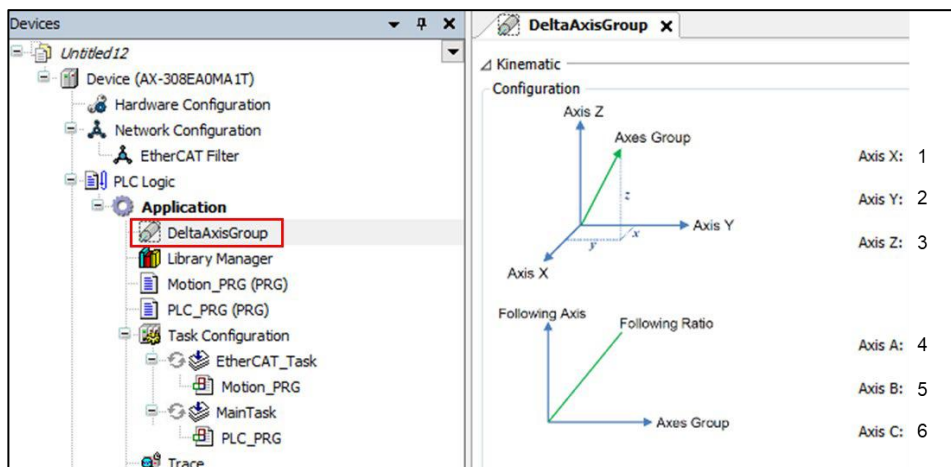 Devices
Untitled12
Device (AX-308EA0MA1T)
Hardware Configuration
Network Configuration
EtherCAT Filter
PLC Logic
Application
DeltaAxisGroup
Library Manager
Motion_PRG (PRG)
PLC_PRG (PRG)
Task Configuration
EtherCAT_Task
Motion_PRG
MainTask
PLC_PRG
Trace
DeltaAxisGroup
Kinematic
Configuration
Axis Z
Axes Group
z
Axis Y
x
y
Axis X
Axis X: 1
Axis Y: 2
Axis Z: 3
Following Axis
Following Ratio
Axes Group
Axis A: 4
Axis B: 5
Axis C: 6